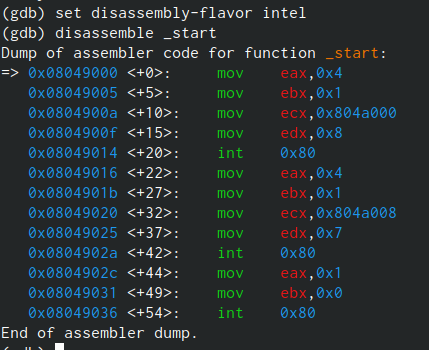 (gdb) set disassembly-flavor intel
(gdb) disassemble _start
Dump of assembler code for function _start:
=> 0x08049000 <+0>:     mov    eax,0x4
   0x08049005 <+5>:     mov    ebx,0x1
   0x0804900a <+10>:    mov    ecx,0x804a000
   0x0804900f <+15>:    mov    edx,0x8
   0x08049014 <+20>:    int    0x80
   0x08049016 <+22>:    mov    eax,0x4
   0x0804901b <+27>:    mov    ebx,0x1
   0x08049020 <+32>:    mov    ecx,0x804a008
   0x08049025 <+37>:    mov    edx,0x7
   0x0804902a <+42>:    int    0x80
   0x0804902c <+44>:    mov    eax,0x1
   0x08049031 <+49>:    mov    ebx,0x0
   0x08049036 <+54>:    int    0x80
End of assembler dump.
(gdb)